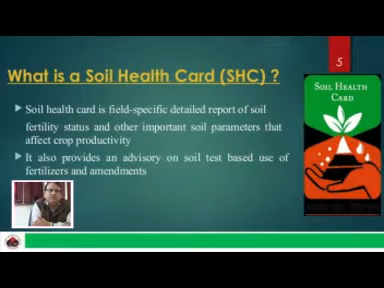 5
What is a Soil Health Card (SHC) ?
Soil health card is field-specific detailed report of soil
fertility status and other important soil parameters that
affect crop productivity
It also provides an advisory on soil test based use of
fertilizers and amendments
SOIL HEALTH
CARD